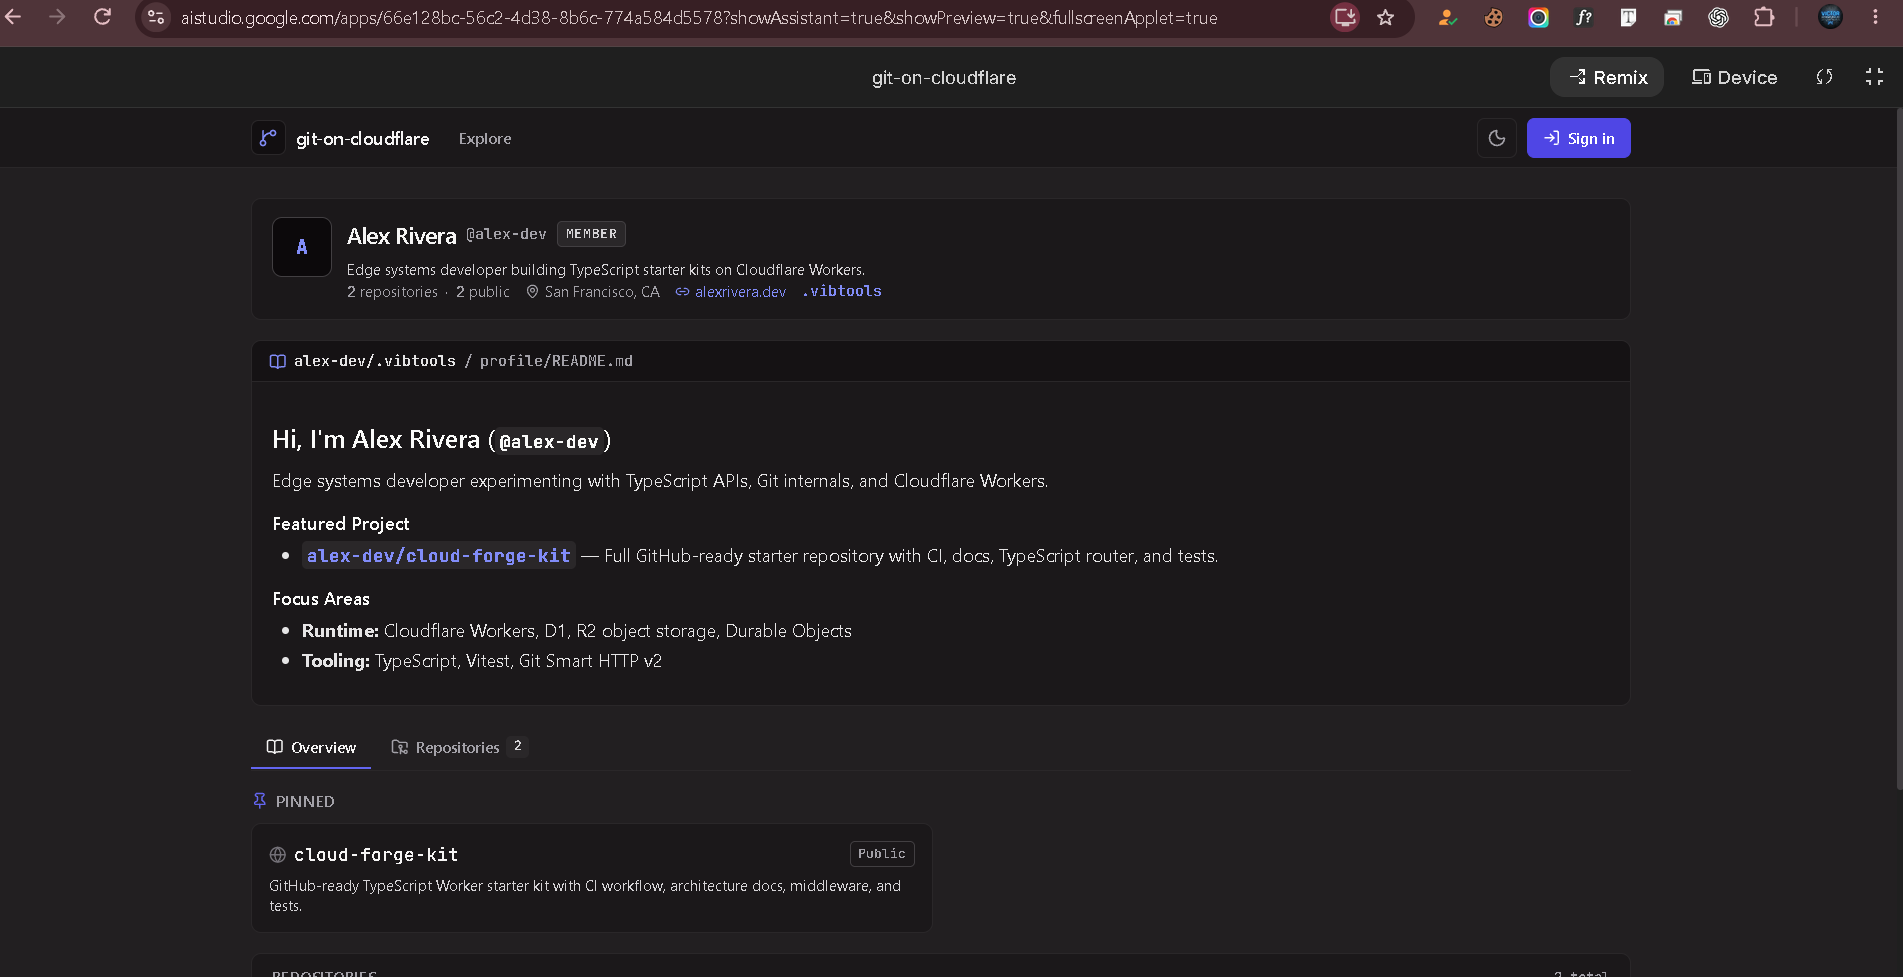 aistudio.google.com/apps/66e128bc-56c2-4d38-8b6c-774a584d5578?showAssistant=true&showPreview=true&fullscreenApplet=true
git-on-cloudflare
Remix
Device
git-on-cloudflare
Explore
Sign in
A
Alex Rivera @alex-dev MEMBER
Edge systems developer building TypeScript starter kits on Cloudflare Workers.
2 repositories · 2 public San Francisco, CA alexrivera.dev .vibtools
alex-dev/.vibtools / profile/README.md
Hi, I'm Alex Rivera (@alex-dev)
Edge systems developer experimenting with TypeScript APIs, Git internals, and Cloudflare Workers.
Featured Project
• alex-dev/cloud-forge-kit — Full GitHub-ready starter repository with CI, docs, TypeScript router, and tests.
Focus Areas
• Runtime: Cloudflare Workers, D1, R2 object storage, Durable Objects
• Tooling: TypeScript, Vitest, Git Smart HTTP v2
Overview
Repositories 2
PINNED
cloud-forge-kit
Public
GitHub-ready TypeScript Worker starter kit with CI workflow, architecture docs, middleware, and
tests.
REPOSITORIES
2 total